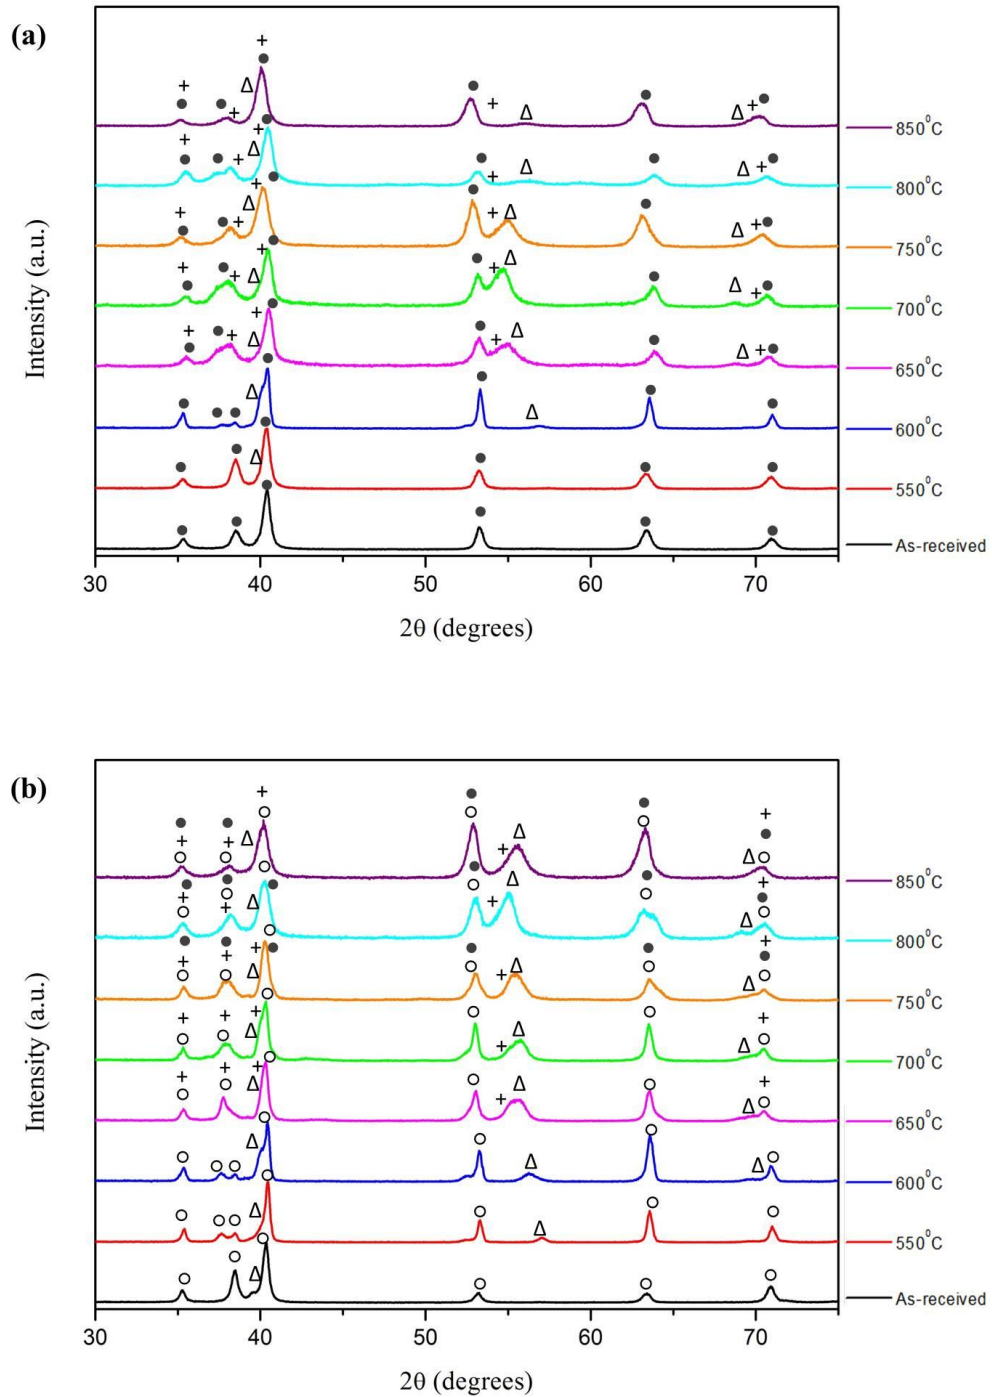 (a)
Intensity (a.u.)
850⁰C
800⁰C
750⁰C
700⁰C
650⁰C
600⁰C
550⁰C
As-received
30 40 50 60 70
2θ (degrees)
(b)
Intensity (a.u.)
850⁰C
800⁰C
750⁰C
700⁰C
650⁰C
600⁰C
550⁰C
As-received
30 40 50 60 70
2θ (degrees)